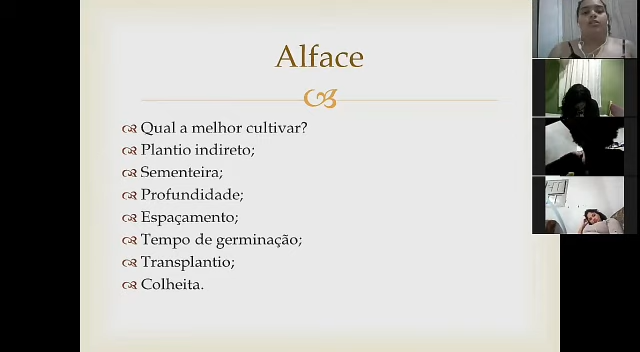 Alface
Qual a melhor cultivar?
Plantio indireto;
Sementeira;
Profundidade;
Espaçamento;
Tempo de germinação;
Transplantio;
Colheita.